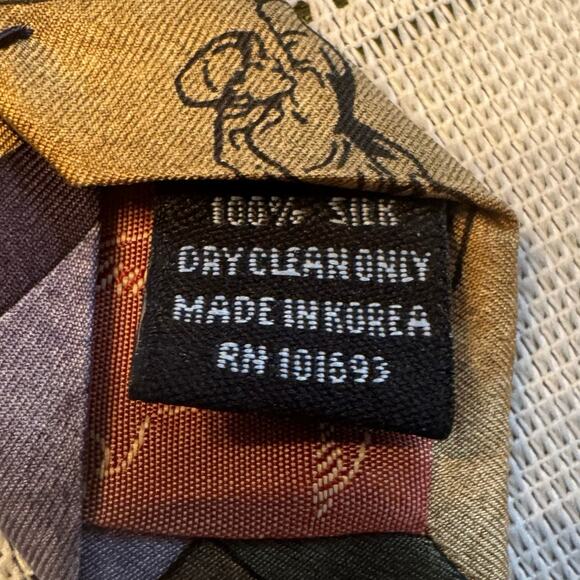 100% SILK
DRY CLEAN ONLY
MADE IN KOREA
RN 101693